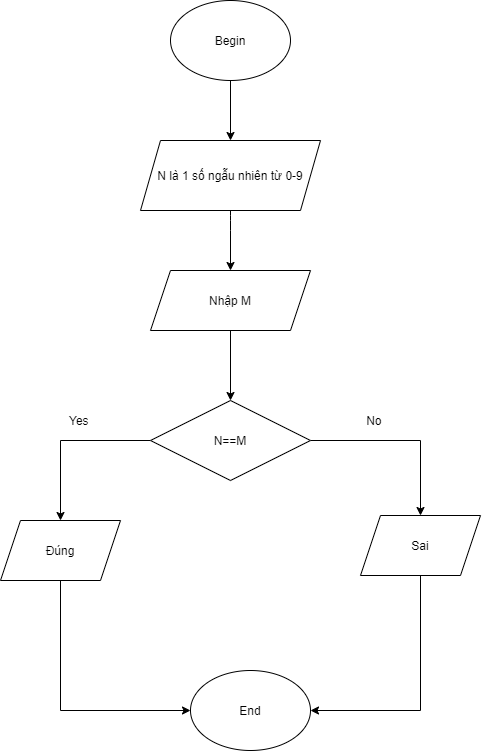 Begin
N là 1 số ngẫu nhiên từ 0-9
Nhập M
N==M
Yes
No
Đúng
Sai
End